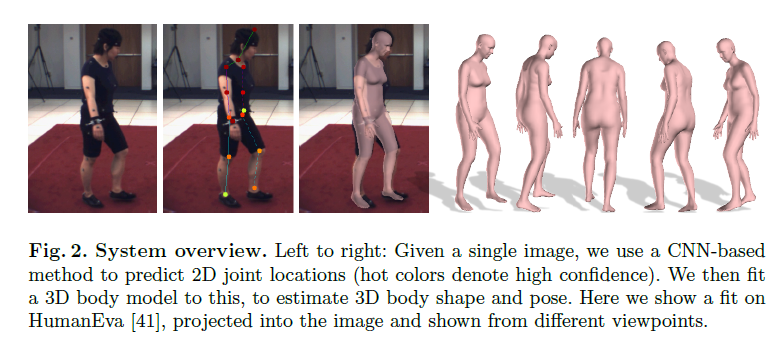 Fig. 2. System overview. Left to right: Given a single image, we use a CNN-based
method to predict 2D joint locations (hot colors denote high confidence). We then fit
a 3D body model to this, to estimate 3D body shape and pose. Here we show a fit on
HumanEva [41], projected into the image and shown from different viewpoints.